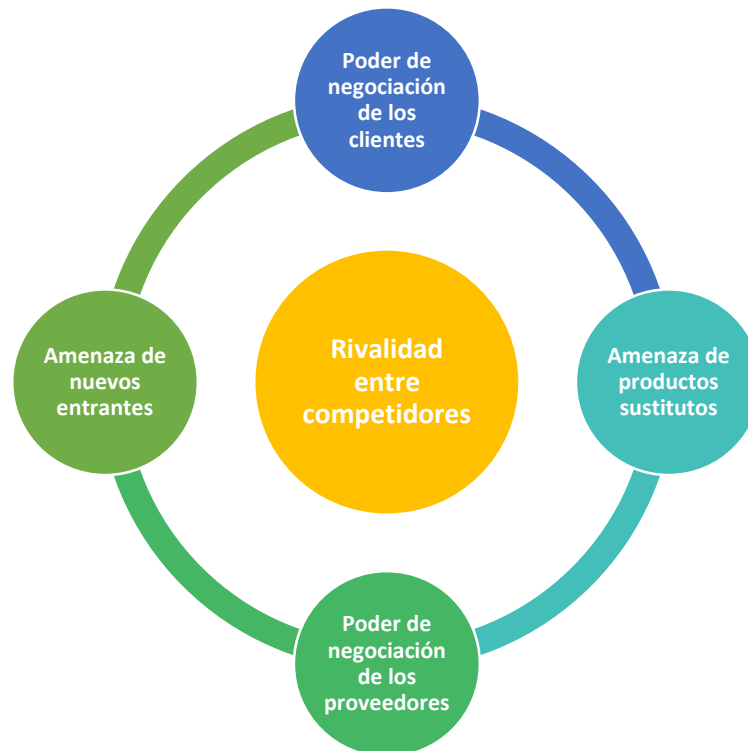 Poder de
negociación
de los
clientes
Amenaza de
nuevos
entrantes
Rivalidad
entre
competidores
Amenaza de
productos
sustitutos
Poder de
negociación
de los
proveedores